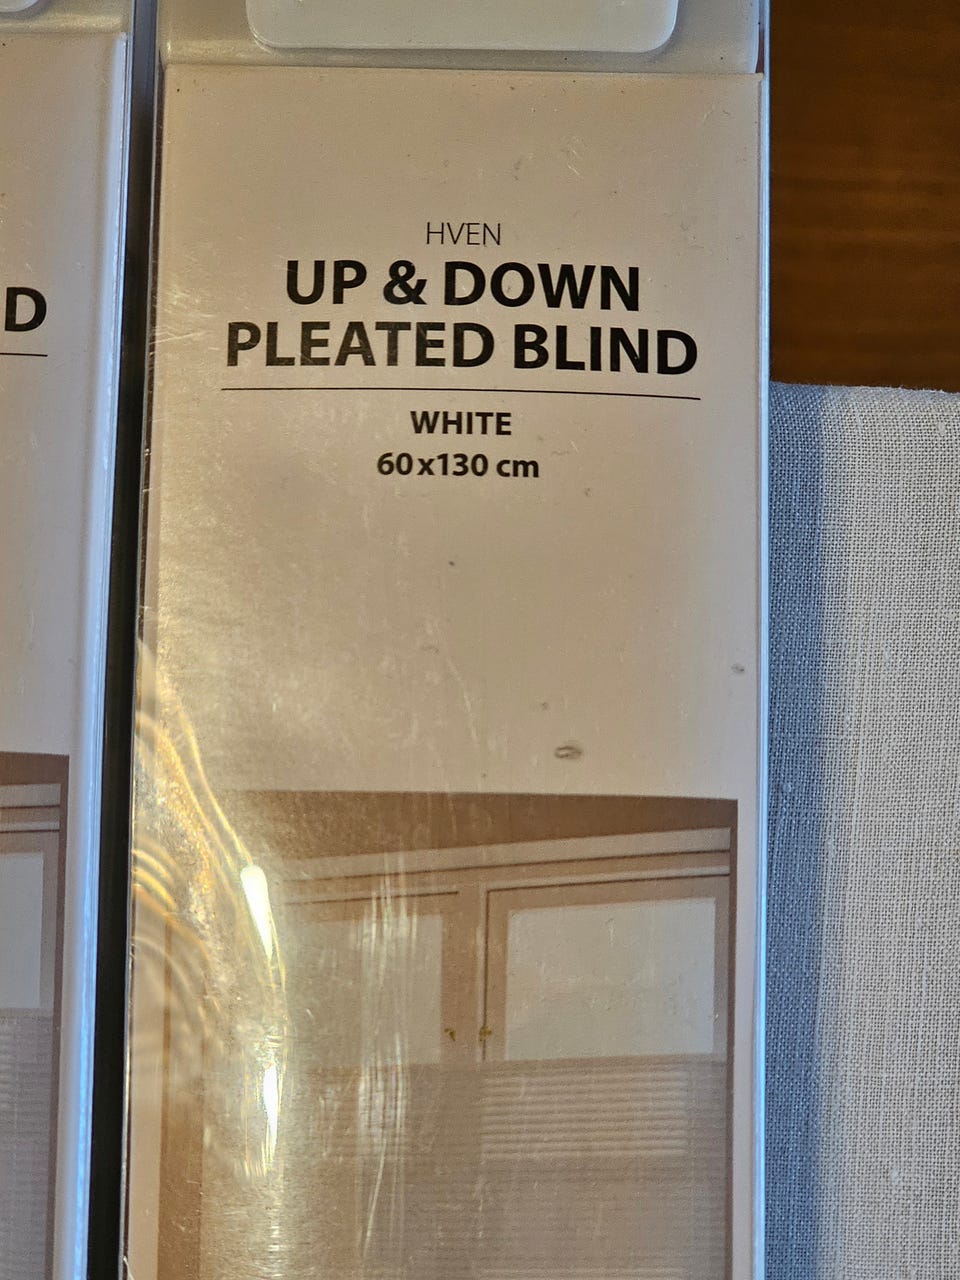 HVEN
UP & DOWN
PLEATED BLIND
WHITE
60x130 cm
D